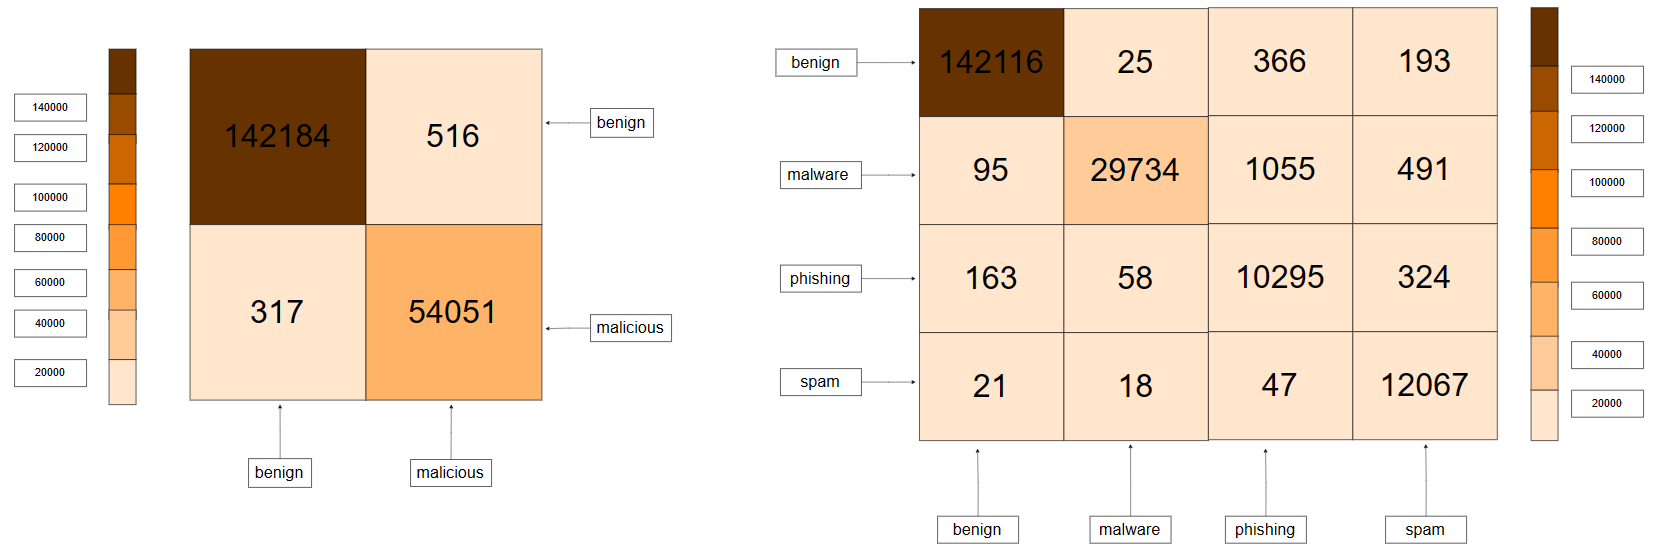 140000
120000
100000
80000
60000
40000
20000
142184 516
317 54051
benign
malicious
benign malicious
benign 142116 25 366 193
malware 95 29734 1055 491
phishing 163 58 10295 324
spam 21 18 47 12067
benign malware phishing spam
140000
120000
100000
80000
60000
40000
20000